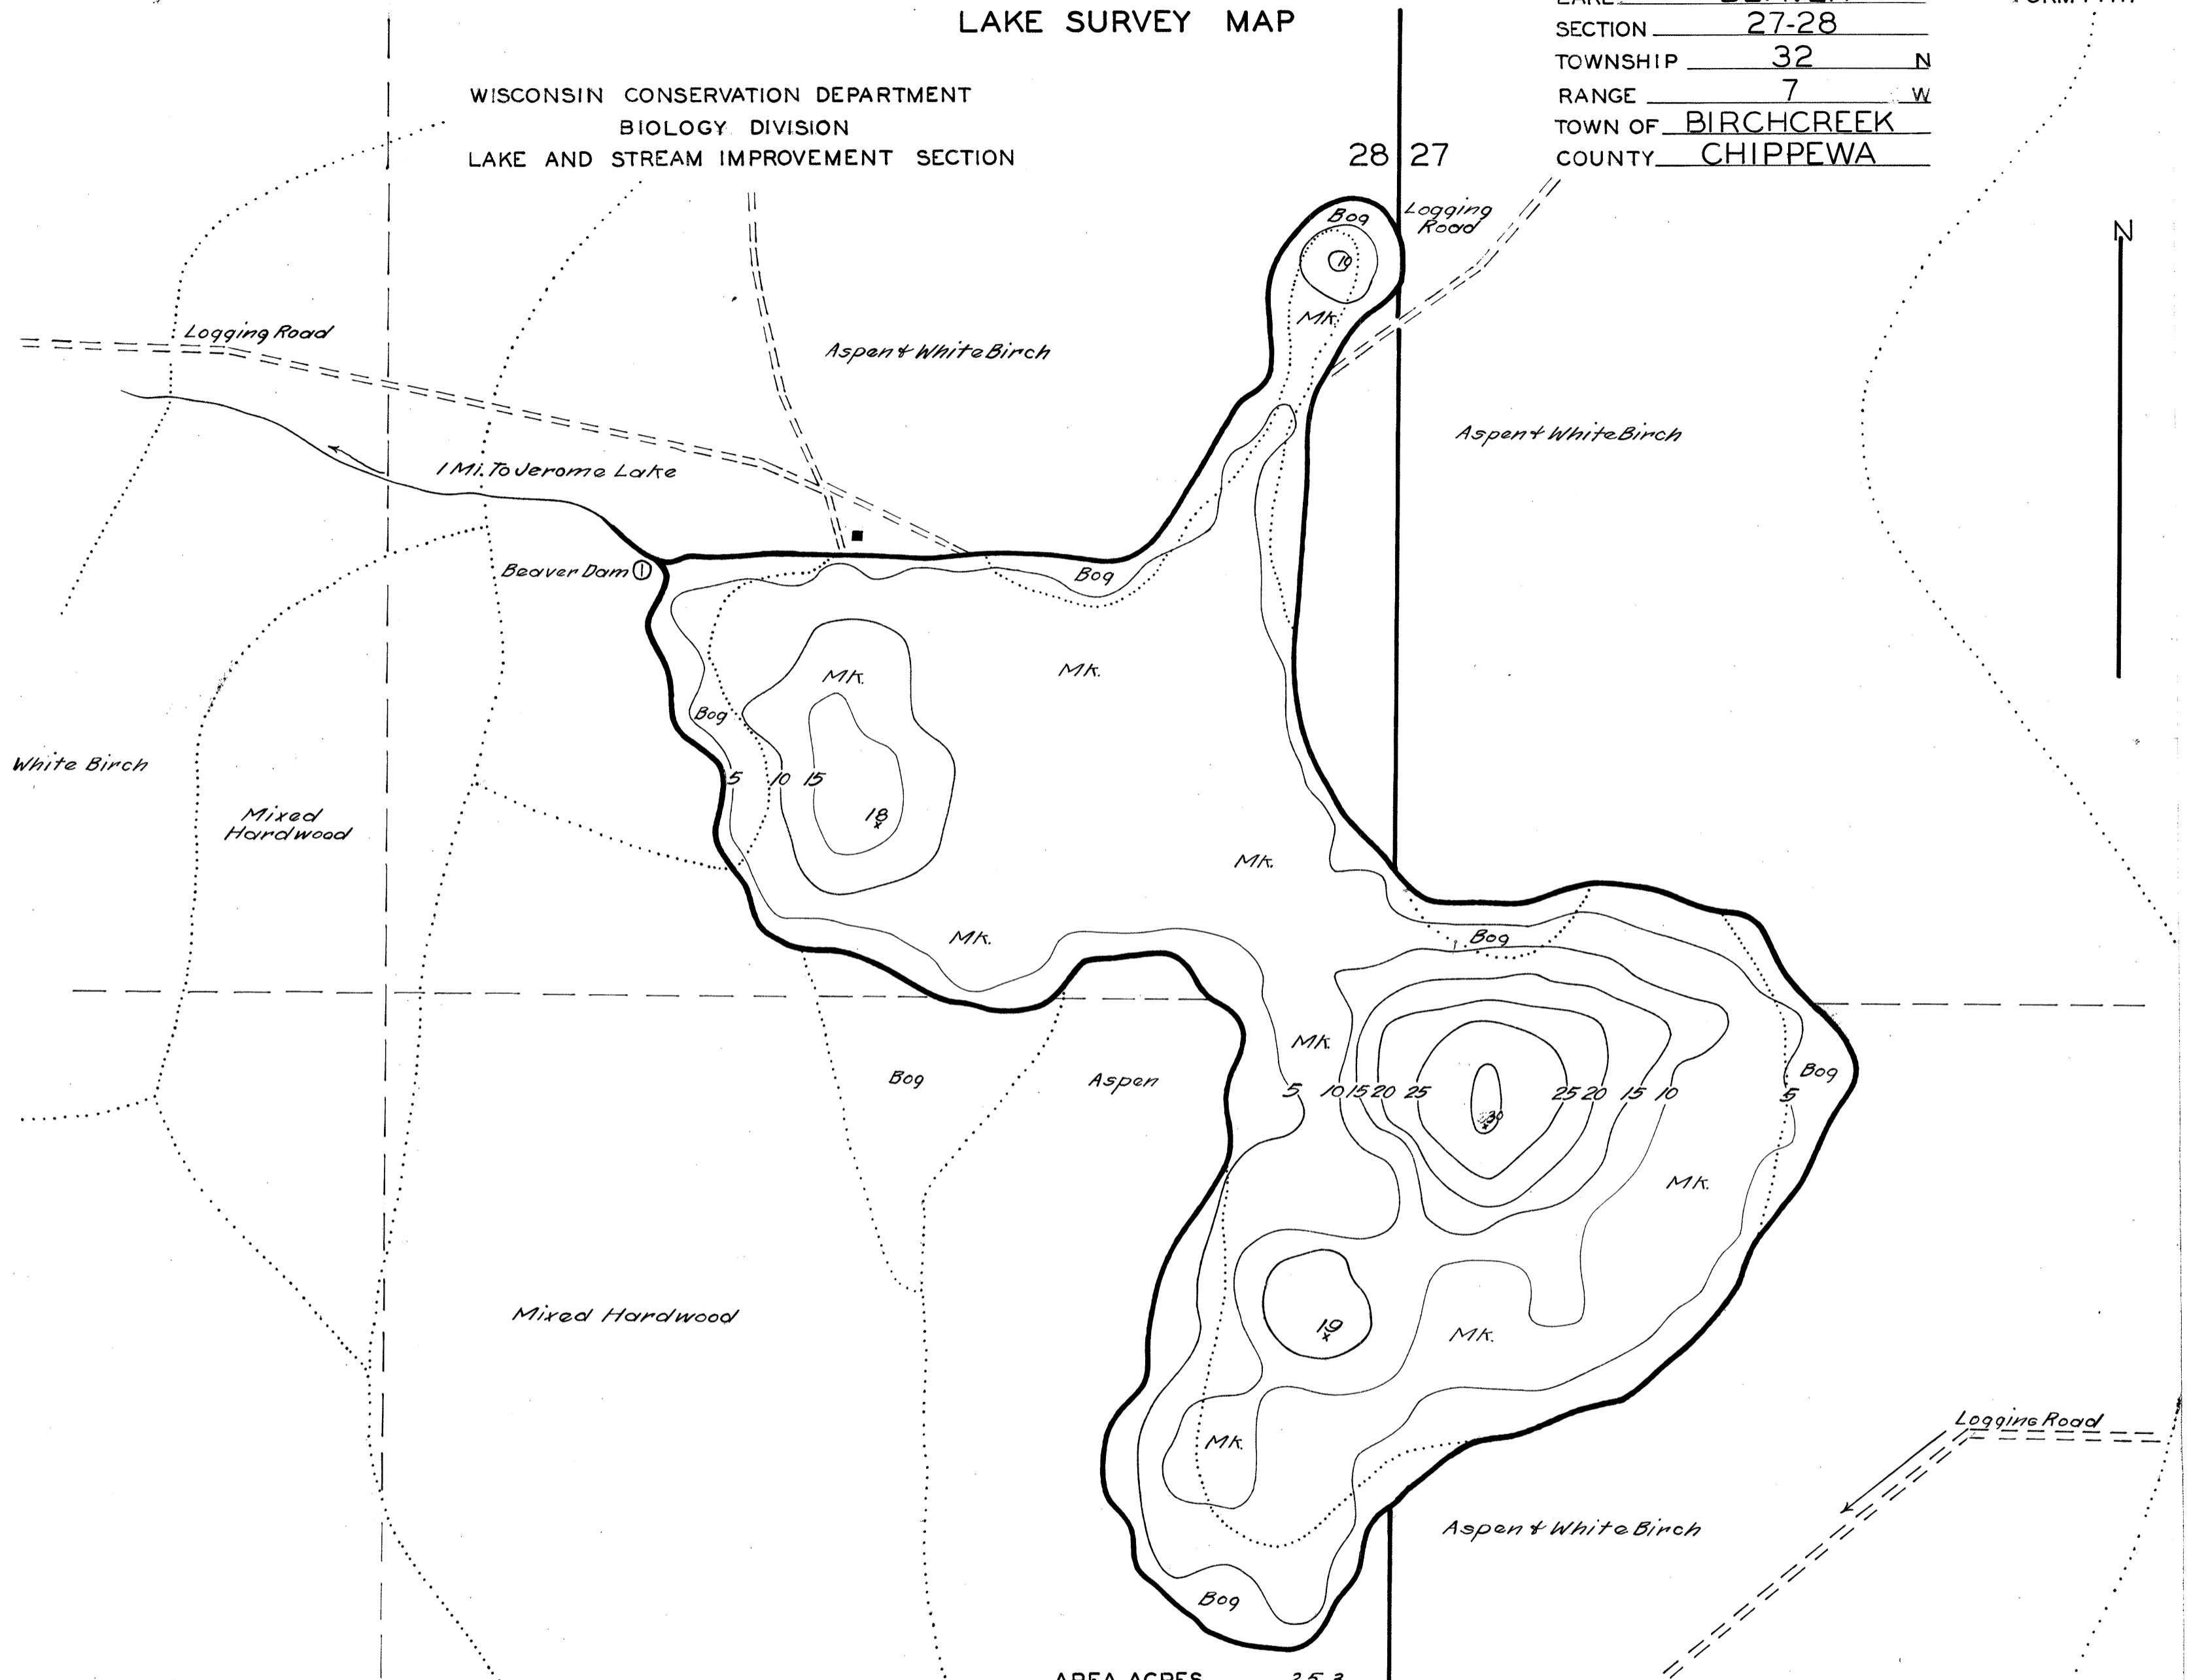 LAKE SURVEY MAP
WISCONSIN CONSERVATION DEPARTMENT
BIOLOGY DIVISION
LAKE AND STREAM IMPROVEMENT SECTION
SECTION 27-28
TOWNSHIP 32 N
RANGE 7 W
TOWN OF BIRCHCREEK
COUNTY CHIPPEWA
28 27
N
Logging
Road
Bog
10
Mk.
Logging Road
Aspen & White Birch
Aspen & White Birch
1 Mi. To Jerome Lake
Beaver Dam 1
Bog
Mk.
Mk.
Bog
White Birch
5 10 15
18
Mixed
Hardwood
Mk.
Mk.
Bog
Mk.
Bog
Bog
Aspen
5 10 15 20 25 25 20 15 10 5
30
Mk.
Mixed Hardwood
19
Mk.
Mk.
Logging Road
Aspen & White Birch
Bog
AREA ACRES